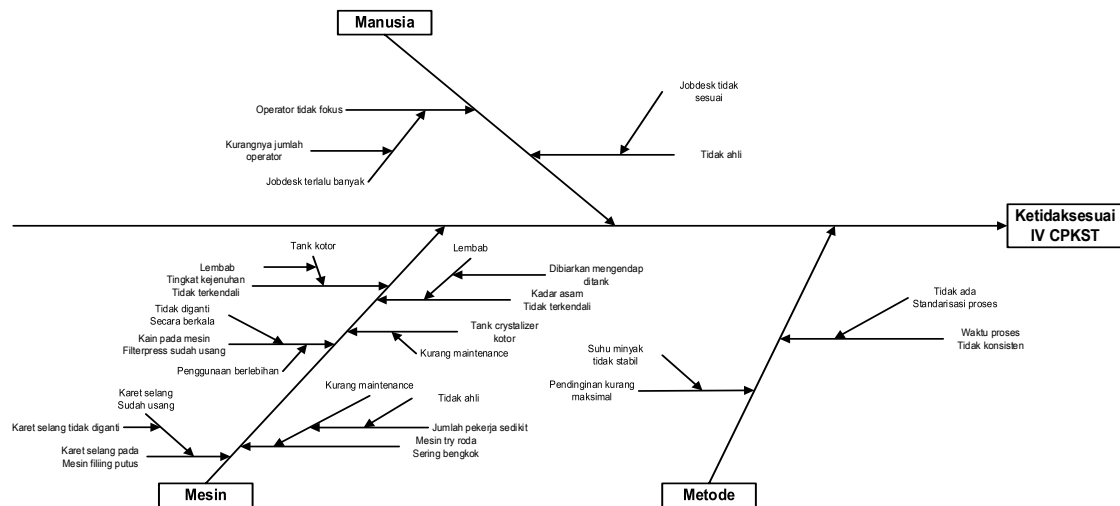 Manusia
Operator tidak fokus
Kurangnya jumlah
operator
Jobdesk terlalu banyak
Jobdesk tidak
sesuai
Tidak ahli
Ketidaksesuai
IV CPKST
Tank kotor
Lembab
Tingkat kejenuhan
Tidak terkendali
Lembab
Dibiarkan mengendap
ditank
Kadar asam
Tidak terkendali
Tidak diganti
Secara berkala
Kain pada mesin
Filterpress sudah usang
Penggunaan berlebihan
Tank crystalizer
kotor
Kurang maintenance
Karet selang
Sudah usang
Karet selang tidak diganti
Karet selang pada
Mesin filiing putus
Kurang maintenance
Tidak ahli
Jumlah pekerja sedikit
Mesin try roda
Sering bengkok
Mesin
Tidak ada
Standarisasi proses
Waktu proses
Tidak konsisten
Suhu minyak
tidak stabil
Pendinginan kurang
maksimal
Metode